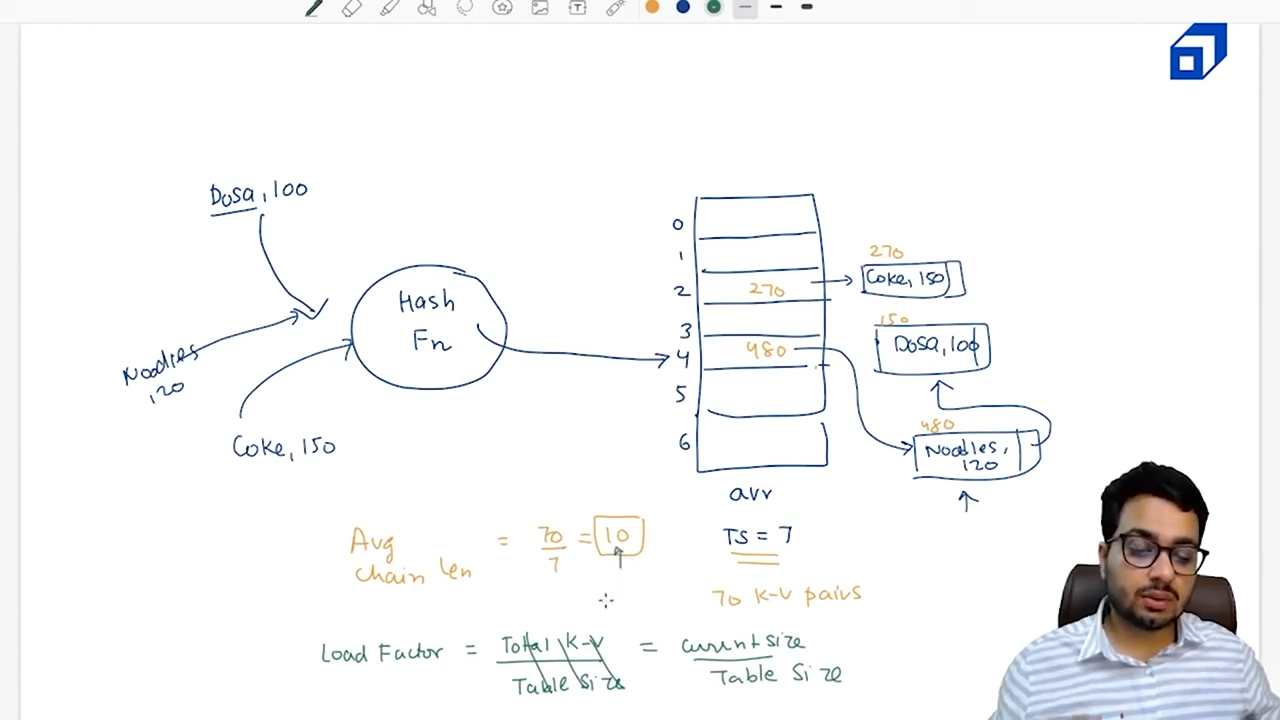 Dosa, 100
Noodles
,120
Coke, 150
Hash
Fn
0
1
2
3
4
5
6
270
480
arr
270
Coke, 150
150
Dosa, 100
480
Noodles,
120
Avg
chain len
= 70/7 = 10
TS = 7
70 K-V pairs
Load Factor = Total K-V / Table Size = current size / Table Size